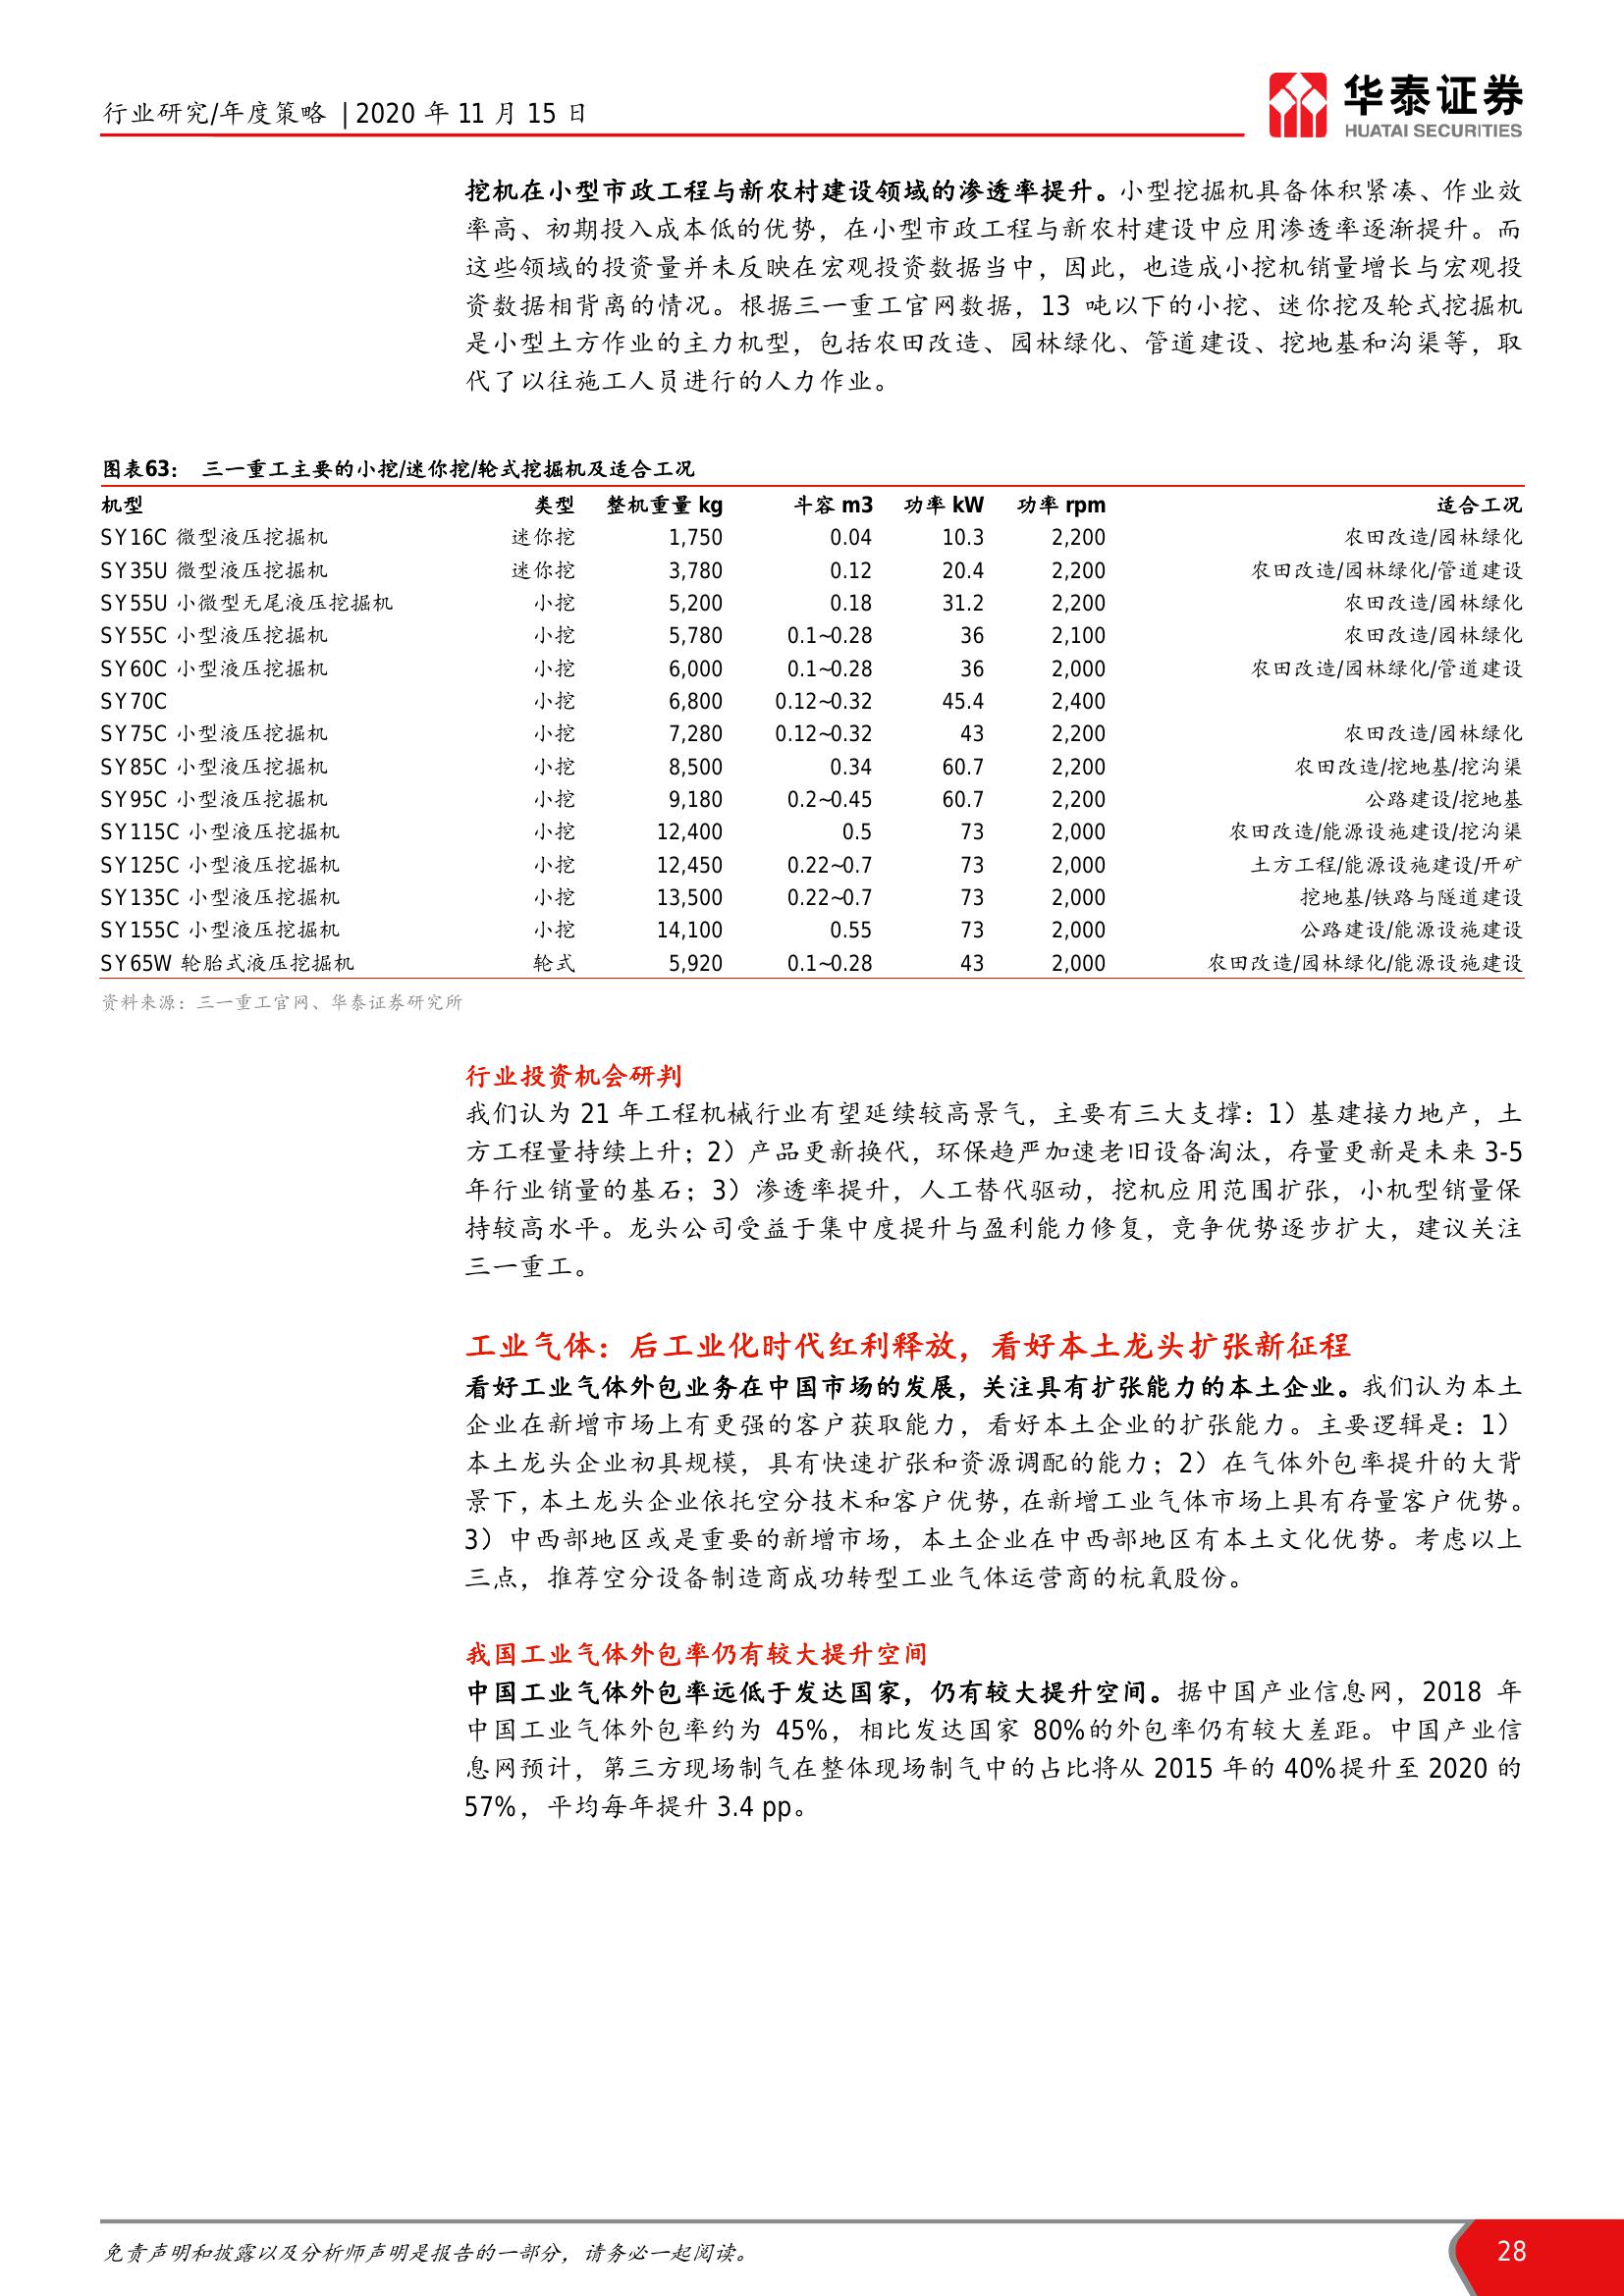 行业研究/年度策略 | 2020 年 11 月 15 日
华泰证券
HUATAI SECURITIES
挖机在小型市政工程与新农村建设领域的渗透率提升。小型挖掘机具备体积紧凑、作业效
率高、初期投入成本低的优势，在小型市政工程与新农村建设中应用渗透率逐渐提升。而
这些领域的投资量并未反映在宏观投资数据当中，因此，也造成小挖机销量增长与宏观投
资数据相背离的情况。根据三一重工官网数据，13 吨以下的小挖、迷你挖及轮式挖掘机
是小型土方作业的主力机型，包括农田改造、园林绿化、管道建设、挖地基和沟渠等，取
代了以往施工人员进行的人力作业。
图表63： 三一重工主要的小挖/迷你挖/轮式挖掘机及适合工况
机型 类型 整机重量 kg 斗容 m3 功率 kW 功率 rpm 适合工况
SY16C 微型液压挖掘机 迷你挖 1,750 0.04 10.3 2,200 农田改造/园林绿化
SY35U 微型液压挖掘机 迷你挖 3,780 0.12 20.4 2,200 农田改造/园林绿化/管道建设
SY55U 小微型无尾液压挖掘机 小挖 5,200 0.18 31.2 2,200 农田改造/园林绿化
SY55C 小型液压挖掘机 小挖 5,780 0.1~0.28 36 2,100 农田改造/园林绿化
SY60C 小型液压挖掘机 小挖 6,000 0.1~0.28 36 2,000 农田改造/园林绿化/管道建设
SY70C 小挖 6,800 0.12~0.32 45.4 2,400
SY75C 小型液压挖掘机 小挖 7,280 0.12~0.32 43 2,200 农田改造/园林绿化
SY85C 小型液压挖掘机 小挖 8,500 0.34 60.7 2,200 农田改造/挖地基/挖沟渠
SY95C 小型液压挖掘机 小挖 9,180 0.2~0.45 60.7 2,200 公路建设/挖地基
SY115C 小型液压挖掘机 小挖 12,400 0.5 73 2,000 农田改造/能源设施建设/挖沟渠
SY125C 小型液压挖掘机 小挖 12,450 0.22~0.7 73 2,000 土方工程/能源设施建设/开矿
SY135C 小型液压挖掘机 小挖 13,500 0.22~0.7 73 2,000 挖地基/铁路与隧道建设
SY155C 小型液压挖掘机 小挖 14,100 0.55 73 2,000 公路建设/能源设施建设
SY65W 轮胎式液压挖掘机 轮式 5,920 0.1~0.28 43 2,000 农田改造/园林绿化/能源设施建设
资料来源：三一重工官网、华泰证券研究所
行业投资机会研判
我们认为 21 年工程机械行业有望延续较高景气，主要有三大支撑：1）基建接力地产，土
方工程量持续上升；2）产品更新换代，环保趋严加速老旧设备淘汰，存量更新是未来 3-5
年行业销量的基石；3）渗透率提升，人工替代驱动，挖机应用范围扩张，小机型销量保
持较高水平。龙头公司受益于集中度提升与盈利能力修复，竞争优势逐步扩大，建议关注
三一重工。
工业气体：后工业化时代红利释放，看好本土龙头扩张新征程
看好工业气体外包业务在中国市场的发展，关注具有扩张能力的本土企业。我们认为本土
企业在新增市场上有更强的客户获取能力，看好本土企业的扩张能力。主要逻辑是：1）
本土龙头企业初具规模，具有快速扩张和资源调配的能力；2）在气体外包率提升的大背
景下，本土龙头企业依托空分技术和客户优势，在新增工业气体市场上具有存量客户优势。
3）中西部地区或是重要的新增市场，本土企业在中西部地区有本土文化优势。考虑以上
三点，推荐空分设备制造商成功转型工业气体运营商的杭氧股份。
我国工业气体外包率仍有较大提升空间
中国工业气体外包率远低于发达国家，仍有较大提升空间。据中国产业信息网，2018 年
中国工业气体外包率约为 45%，相比发达国家 80%的外包率仍有较大差距。中国产业信
息网预计，第三方现场制气在整体现场制气中的占比将从 2015 年的 40%提升至 2020 的
57%，平均每年提升 3.4 pp。
免责声明和披露以及分析师声明是报告的一部分，请务必一起阅读。
28